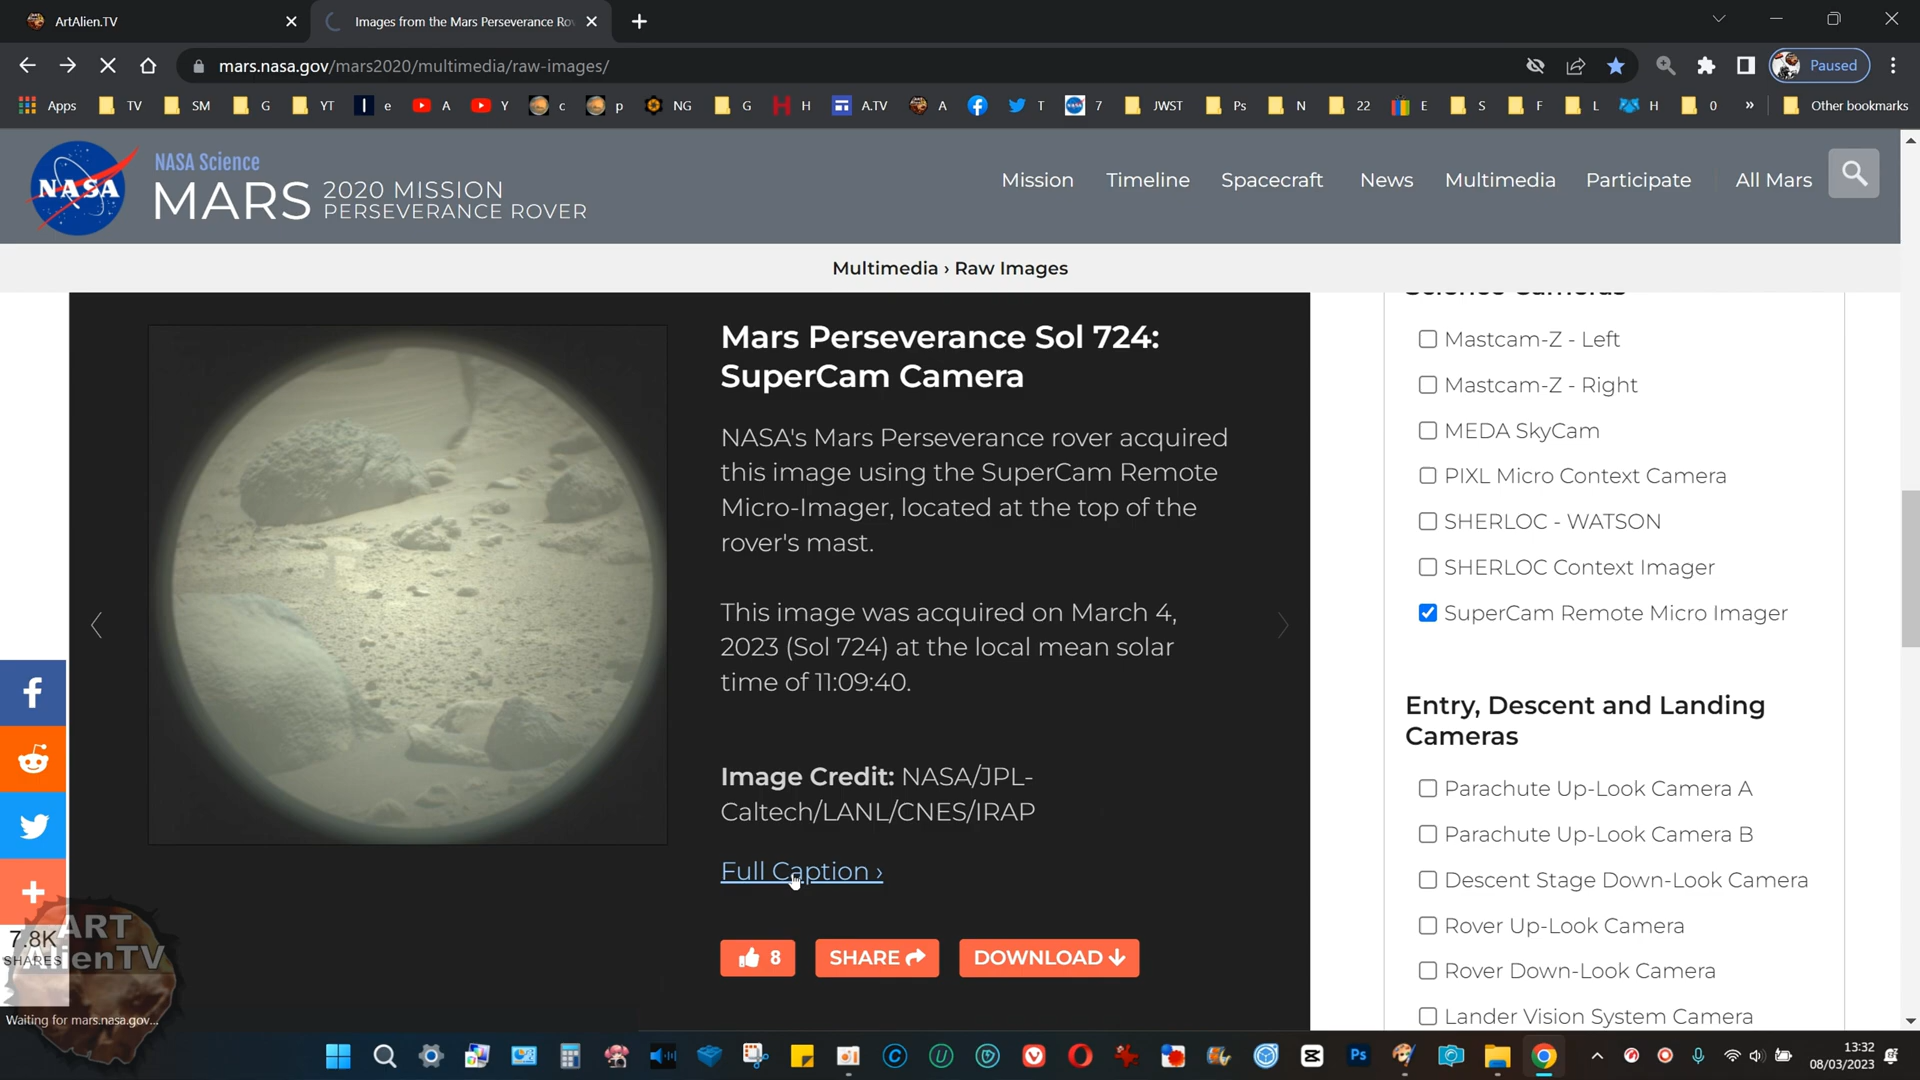 ArtAlien.TV
Images from the Mars Perseverance Rov
mars.nasa.gov/mars2020/multimedia/raw-images/
Paused
Apps TV SM G YT e A Y c p NG G H A.TV A T 7 JWST Ps N 22 E S F L H 0 » Other bookmarks
NASA
NASA Science
MARS 2020 MISSION
PERSEVERANCE ROVER
Mission Timeline Spacecraft News Multimedia Participate All Mars
Multimedia › Raw Images
Mars Perseverance Sol 724:
SuperCam Camera
NASA's Mars Perseverance rover acquired
this image using the SuperCam Remote
Micro-Imager, located at the top of the
rover's mast.
This image was acquired on March 4,
2023 (Sol 724) at the local mean solar
time of 11:09:40.
Image Credit: NASA/JPL-
Caltech/LANL/CNES/IRAP
Full Caption ›
8 SHARE DOWNLOAD
Science Cameras
Mastcam-Z - Left
Mastcam-Z - Right
MEDA SkyCam
PIXL Micro Context Camera
SHERLOC - WATSON
SHERLOC Context Imager
SuperCam Remote Micro Imager
Entry, Descent and Landing
Cameras
Parachute Up-Look Camera A
Parachute Up-Look Camera B
Descent Stage Down-Look Camera
Rover Up-Look Camera
Rover Down-Look Camera
Lander Vision System Camera
7.8K
SHARES
ART
AlienTV
Waiting for mars.nasa.gov...
Ps
13:32
08/03/2023